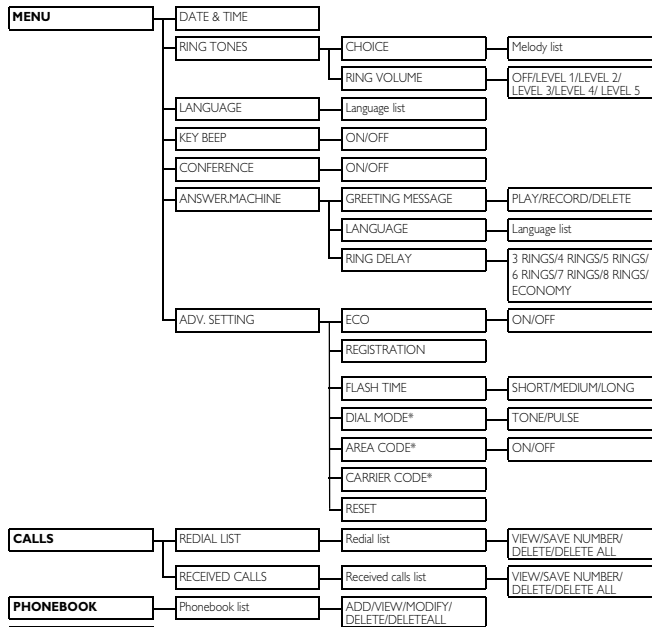 MENU
DATE & TIME
RING TONES
CHOICE
Melody list
RING VOLUME
OFF/LEVEL 1/LEVEL 2/
LEVEL 3/LEVEL 4/ LEVEL 5
LANGUAGE
Language list
KEY BEEP
ON/OFF
CONFERENCE
ON/OFF
ANSWER.MACHINE
GREETING MESSAGE
PLAY/RECORD/DELETE
LANGUAGE
Language list
RING DELAY
3 RINGS/4 RINGS/5 RINGS/
6 RINGS/7 RINGS/8 RINGS/
ECONOMY
ADV. SETTING
ECO
ON/OFF
REGISTRATION
FLASH TIME
SHORT/MEDIUM/LONG
DIAL MODE*
TONE/PULSE
AREA CODE*
ON/OFF
CARRIER CODE*
RESET
CALLS
REDIAL LIST
Redial list
VIEW/SAVE NUMBER/
DELETE/DELETE ALL
RECEIVED CALLS
Received calls list
VIEW/SAVE NUMBER/
DELETE/DELETE ALL
PHONEBOOK
Phonebook list
ADD/VIEW/MODIFY/
DELETE/DELETEALL